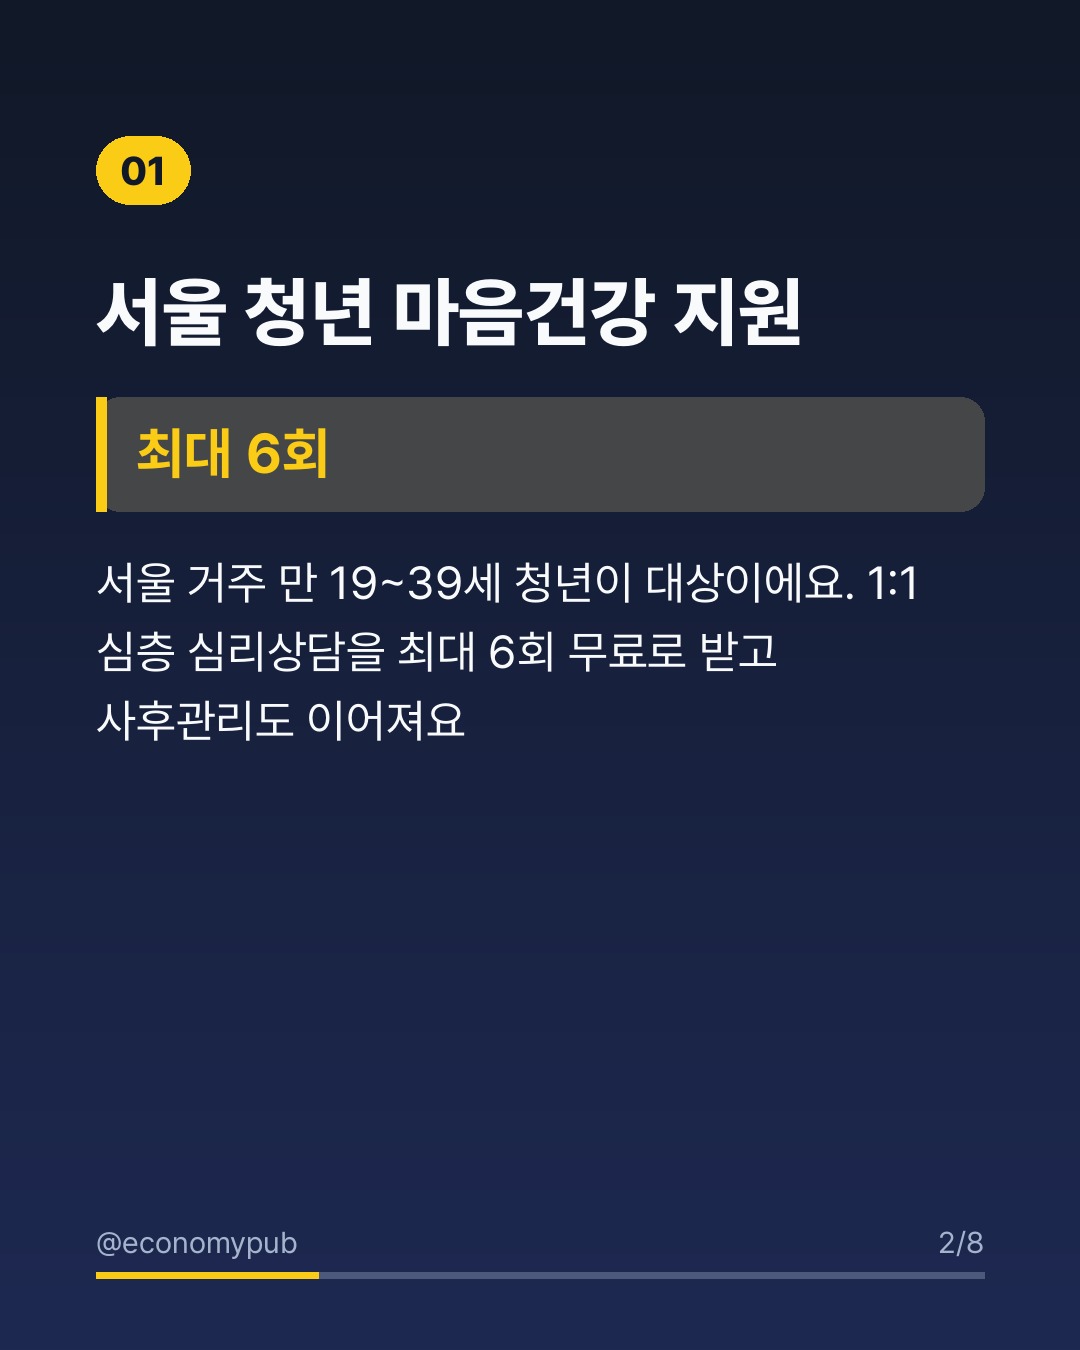 01
서울 청년 마음건강 지원
최대 6회
서울 거주 만 19~39세 청년이 대상이에요. 1:1
심층 심리상담을 최대 6회 무료로 받고
사후관리도 이어져요
@economypub
2/8